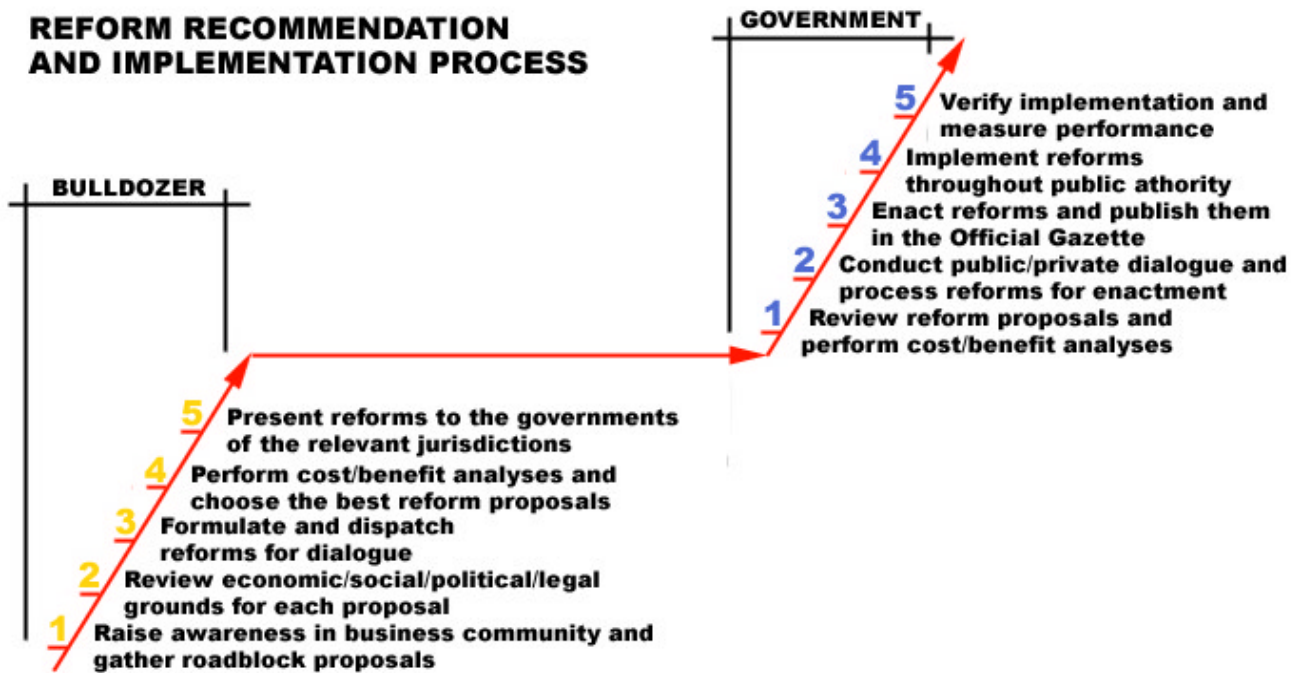 REFORM RECOMMENDATION
AND IMPLEMENTATION PROCESS
BULLDOZER
5
Present reforms to the governments
of the relevant jurisdictions
4
Perform cost/benefit analyses and
choose the best reform proposals
3
Formulate and dispatch
reforms for dialogue
2
Review economic/social/political/legal
grounds for each proposal
1
Raise awareness in business community and
gather roadblock proposals
GOVERNMENT
5
Verify implementation and
measure performance
4
Implement reforms
throughout public athority
3
Enact reforms and publish them
in the Official Gazette
2
Conduct public/private dialogue and
process reforms for enactment
1
Review reform proposals and
perform cost/benefit analyses